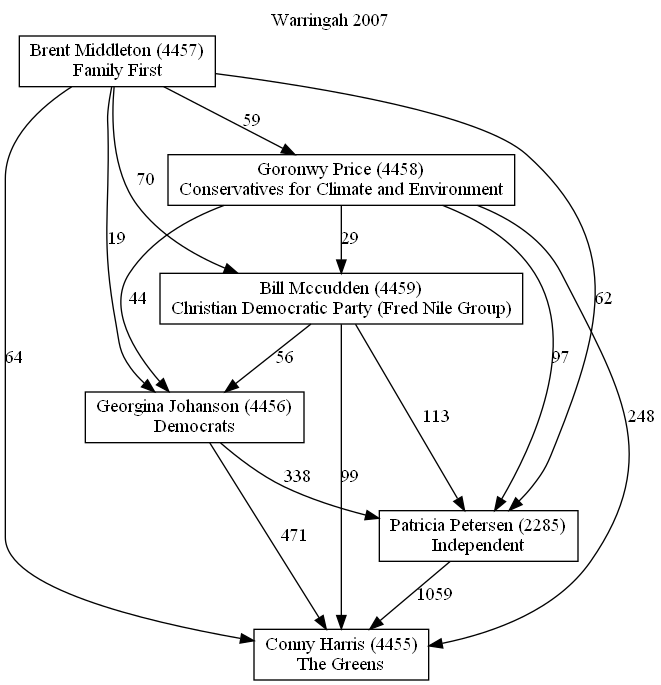 Warringah 2007
Brent Middleton (4457)
Family First
59
Goronwy Price (4458)
Conservatives for Climate and Environment
70
19
44
29
Bill Mccudden (4459)
Christian Democratic Party (Fred Nile Group)
62
64
56
97
Georgina Johanson (4456)
Democrats
113
248
338
99
471
Patricia Petersen (2285)
Independent
1059
Conny Harris (4455)
The Greens